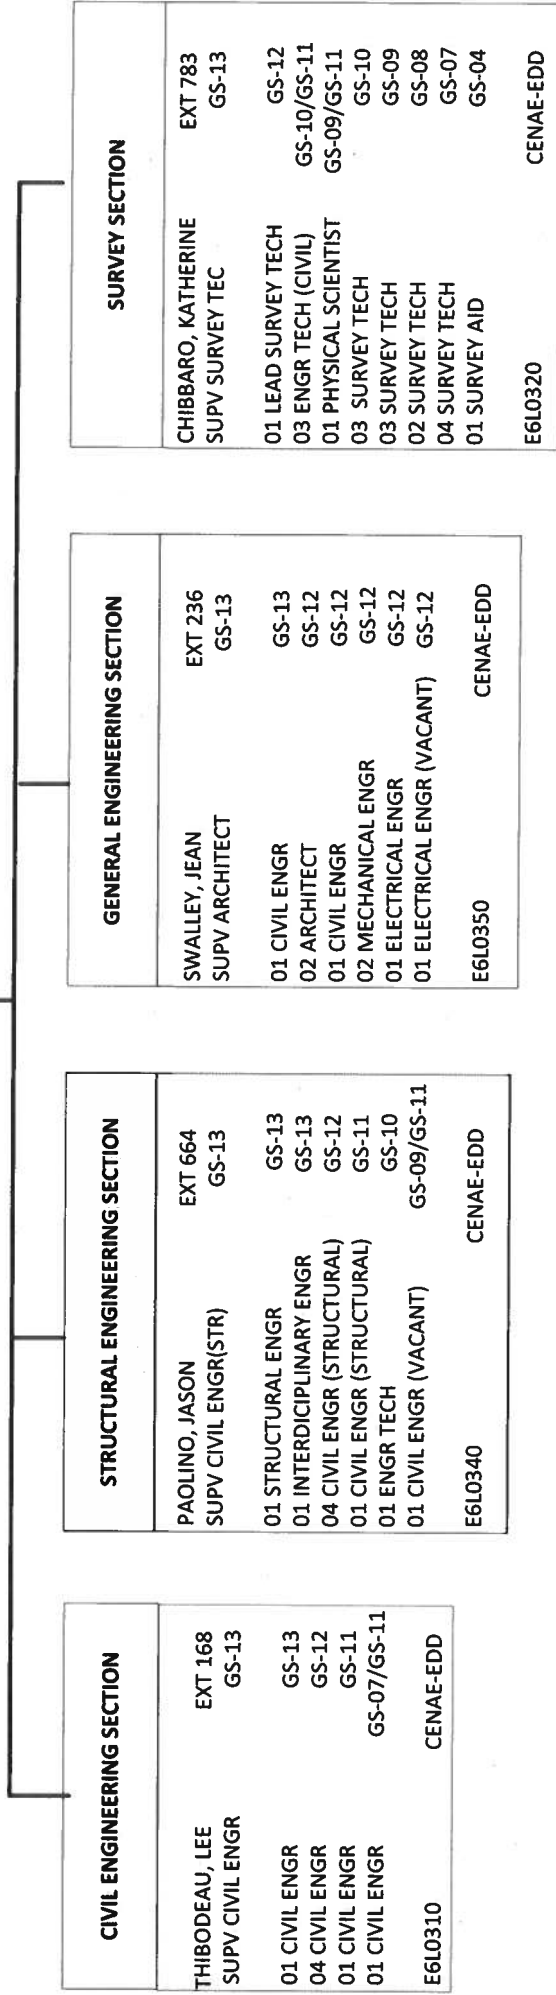 CIVIL ENGINEERING SECTION
THIBODEAU, LEE EXT 168
SUPV CIVIL ENGR GS-13
01 CIVIL ENGR GS-13
04 CIVIL ENGR GS-12
01 CIVIL ENGR GS-11
01 CIVIL ENGR GS-07/GS-11
E6L0310 CENAE-EDD
STRUCTURAL ENGINEERING SECTION
PAOLINO, JASON EXT 664
SUPV CIVIL ENGR(STR) GS-13
01 STRUCTURAL ENGR GS-13
01 INTERDICIPLINARY ENGR GS-13
04 CIVIL ENGR (STRUCTURAL) GS-12
01 CIVIL ENGR (STRUCTURAL) GS-11
01 ENGR TECH GS-10
01 CIVIL ENGR (VACANT) GS-09/GS-11
E6L0340 CENAE-EDD
GENERAL ENGINEERING SECTION
SWALLEY, JEAN EXT 236
SUPV ARCHITECT GS-13
01 CIVIL ENGR GS-13
02 ARCHITECT GS-12
01 CIVIL ENGR GS-12
02 MECHANICAL ENGR GS-12
01 ELECTRICAL ENGR GS-12
01 ELECTRICAL ENGR (VACANT) GS-12
E6L0350 CENAE-EDD
SURVEY SECTION
CHIBBARO, KATHERINE EXT 783
SUPV SURVEY TEC GS-13
01 LEAD SURVEY TECH GS-12
03 ENGR TECH (CIVIL) GS-10/GS-11
01 PHYSICAL SCIENTIST GS-09/GS-11
03 SURVEY TECH GS-10
03 SURVEY TECH GS-09
02 SURVEY TECH GS-08
04 SURVEY TECH GS-07
01 SURVEY AID GS-04
E6L0320 CENAE-EDD